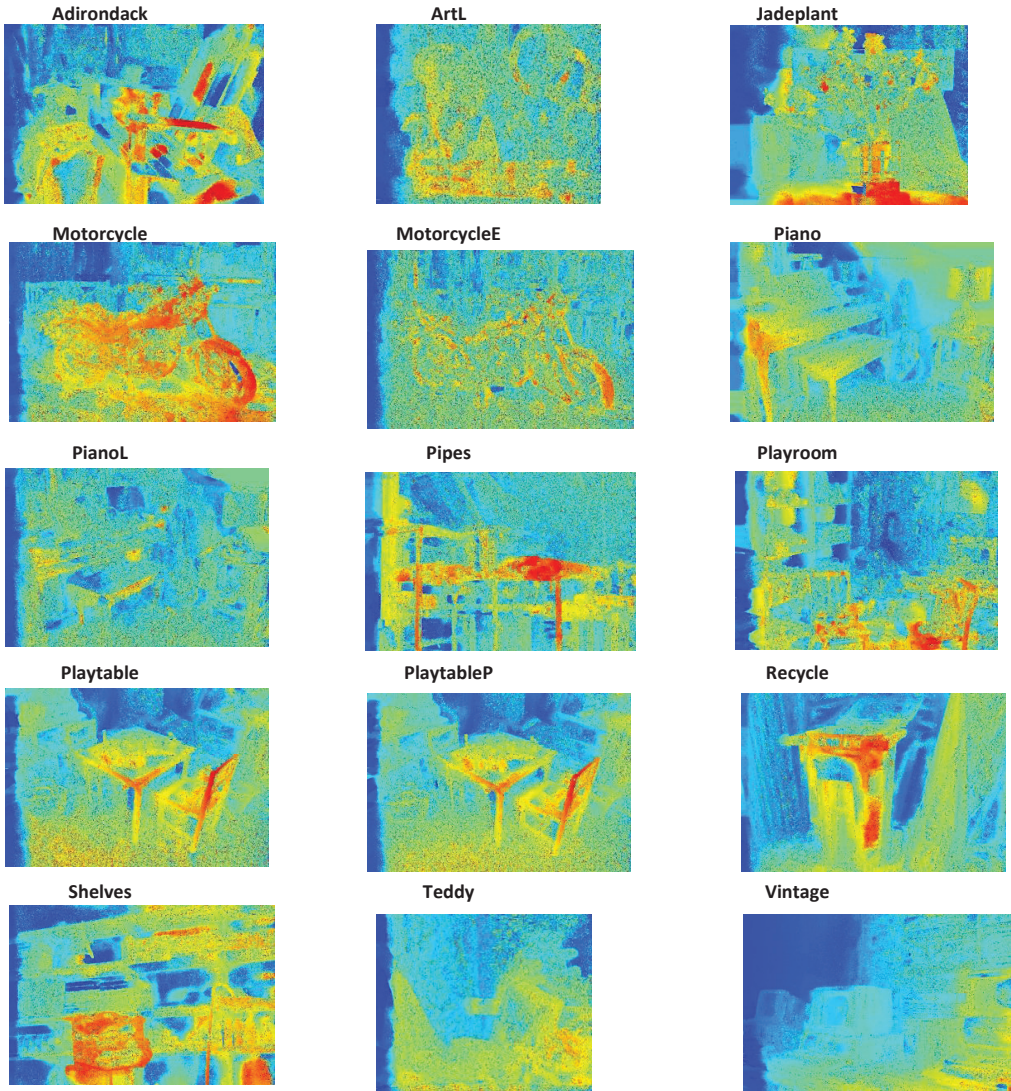 Adirondack
ArtL
Jadeplant
Motorcycle
MotorcycleE
Piano
PianoL
Pipes
Playroom
Playtable
PlaytableP
Recycle
Shelves
Teddy
Vintage